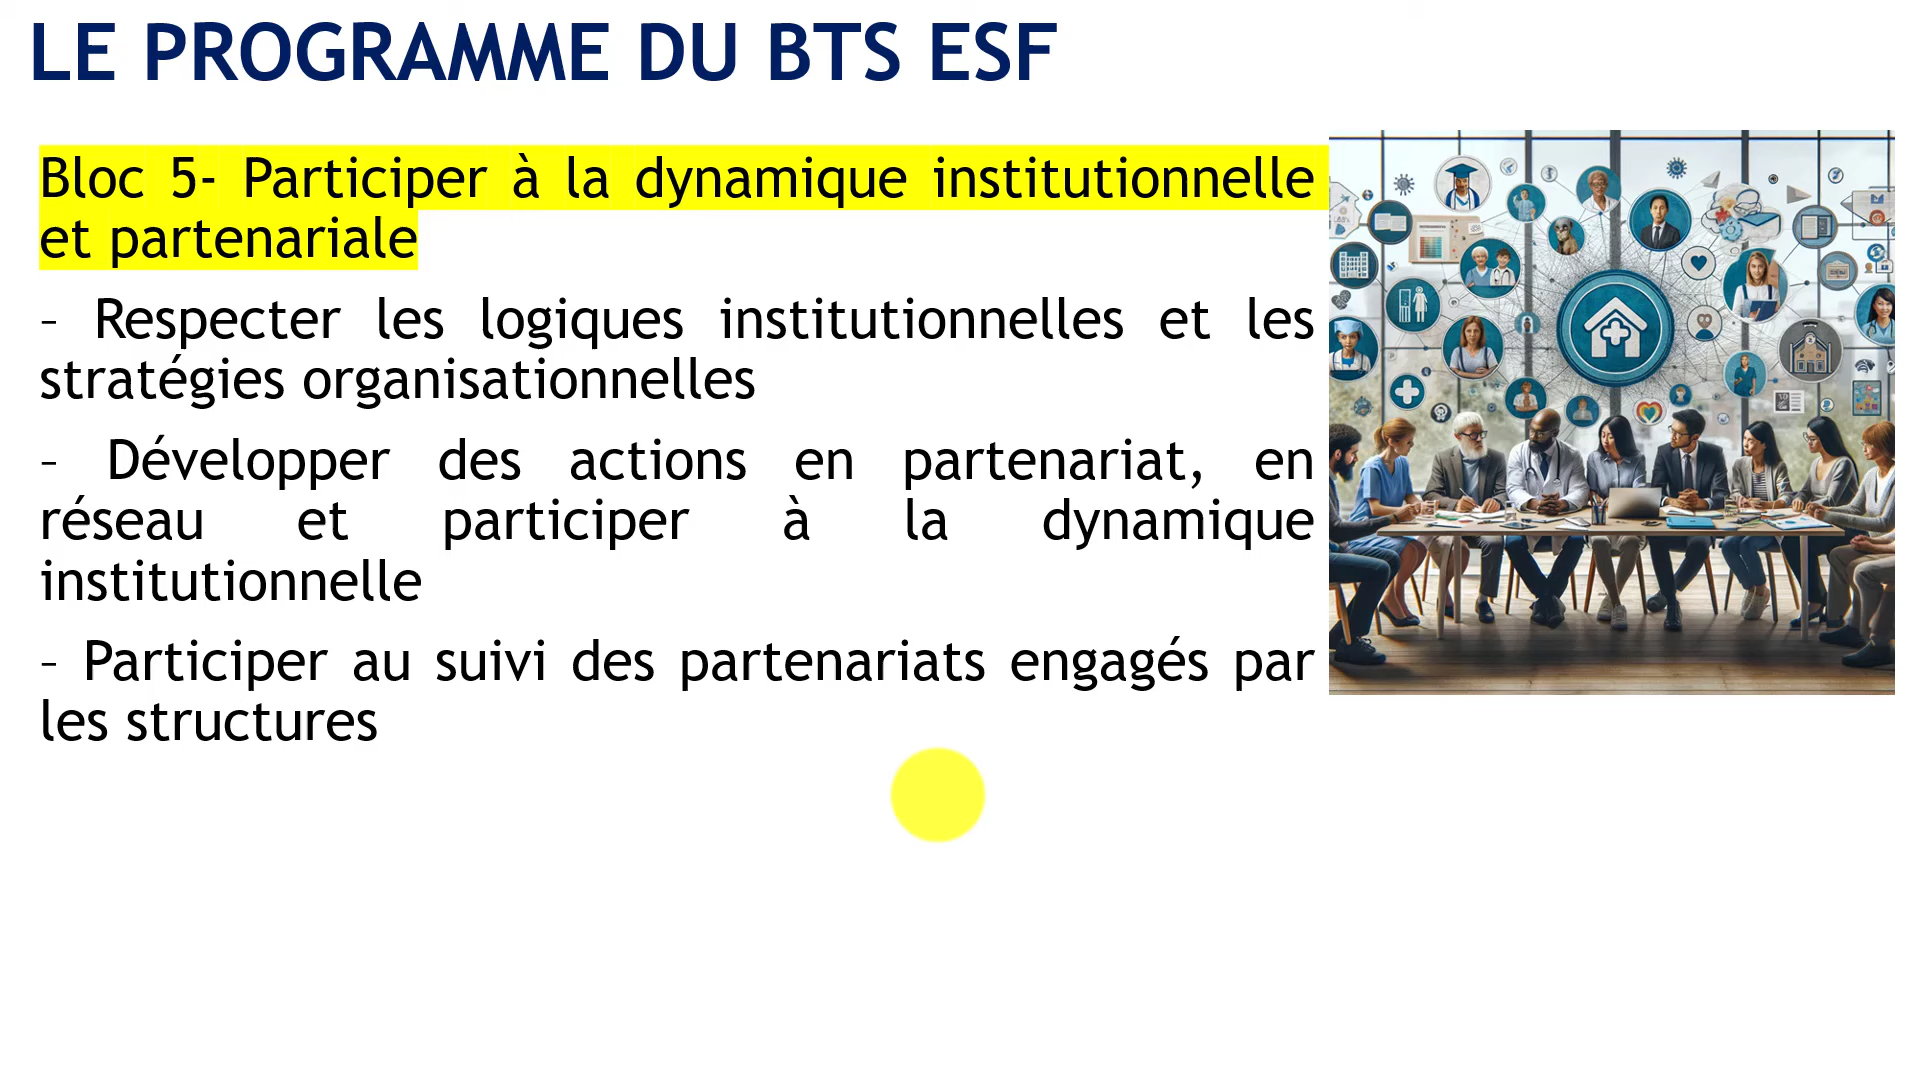 LE PROGRAMME DU BTS ESF
Bloc 5- Participer à la dynamique institutionnelle
et partenariale
– Respecter les logiques institutionnelles et les
stratégies organisationnelles
– Développer des actions en partenariat, en
réseau et participer à la dynamique
institutionnelle
– Participer au suivi des partenariats engagés par
les structures